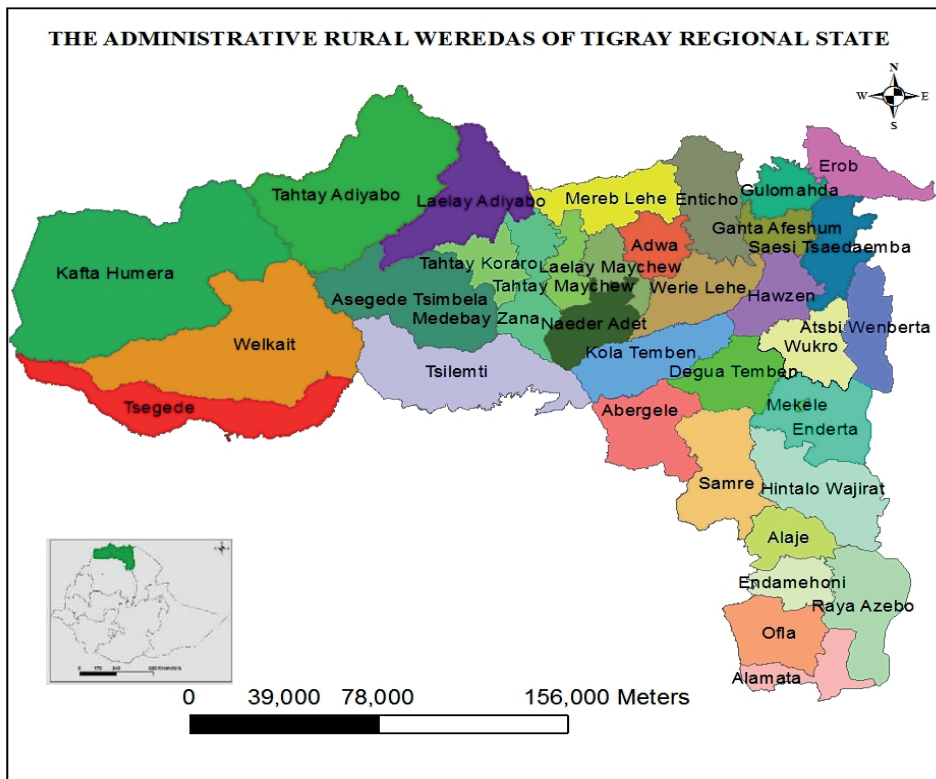 THE ADMINISTRATIVE RURAL WEREDAS OF TIGRAY REGIONAL STATE
N
W E
S
Erob
Tahtay Adiyabo
Laelay Adiyabo
Mereb Lehe
Enticho
Gulomahda
Ganta Afeshum
Adwa
Saesi Tsaedaemba
Kafta Humera
Tahtay Koraro
Laelay Maychew
Tahtay Maychew
Werie Lehe
Hawzen
Asegede Tsimbela
Medebay Zana
Naeder Adet
Atsbi Wenberta
Wukro
Welkait
Kola Temben
Tsilemti
Degua Temben
Tsegede
Abergele
Mekele
Enderta
Samre
Hintalo Wajirat
Alaje
Endamehoni
Raya Azebo
Ofla
Alamata
0 39,000 78,000 156,000 Meters